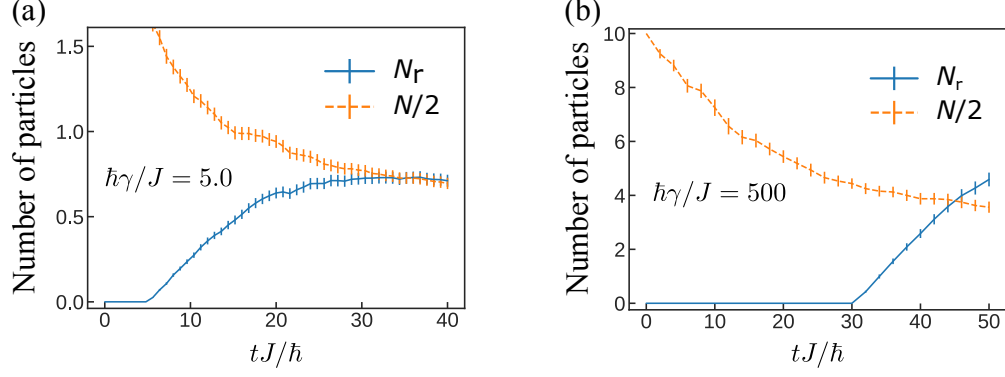 (a)
Number of particles
1.5
1.0
0.5
0.0
N_r
N/2
ħγ/J = 5.0
0 10 20 30 40
tJ/ħ
(b)
Number of particles
10
8
6
4
2
0
N_r
N/2
ħγ/J = 500
0 10 20 30 40 50
tJ/ħ